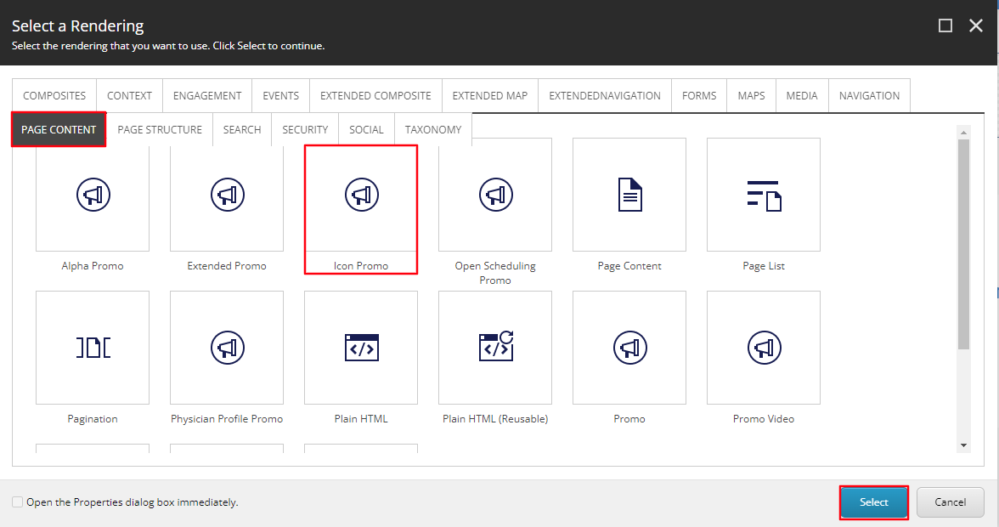 Select a Rendering
Select the rendering that you want to use. Click Select to continue.
COMPOSITES CONTEXT ENGAGEMENT EVENTS EXTENDED COMPOSITE EXTENDED MAP EXTENDEDNAVIGATION FORMS MAPS MEDIA NAVIGATION
PAGE CONTENT PAGE STRUCTURE SEARCH SECURITY SOCIAL TAXONOMY
Alpha Promo Extended Promo Icon Promo Open Scheduling Promo Page Content Page List
Pagination Physician Profile Promo Plain HTML Plain HTML (Reusable) Promo Promo Video
Open the Properties dialog box immediately. Select Cancel